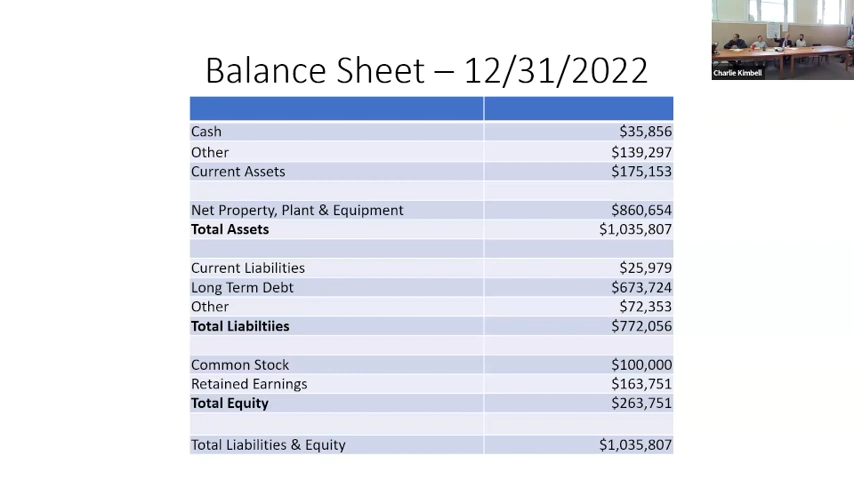 Charlie Kimbell
Balance Sheet – 12/31/2022
Cash $35,856
Other $139,297
Current Assets $175,153
Net Property, Plant & Equipment $860,654
Total Assets $1,035,807
Current Liabilities $25,979
Long Term Debt $673,724
Other $72,353
Total Liabiltiies $772,056
Common Stock $100,000
Retained Earnings $163,751
Total Equity $263,751
Total Liabilities & Equity $1,035,807